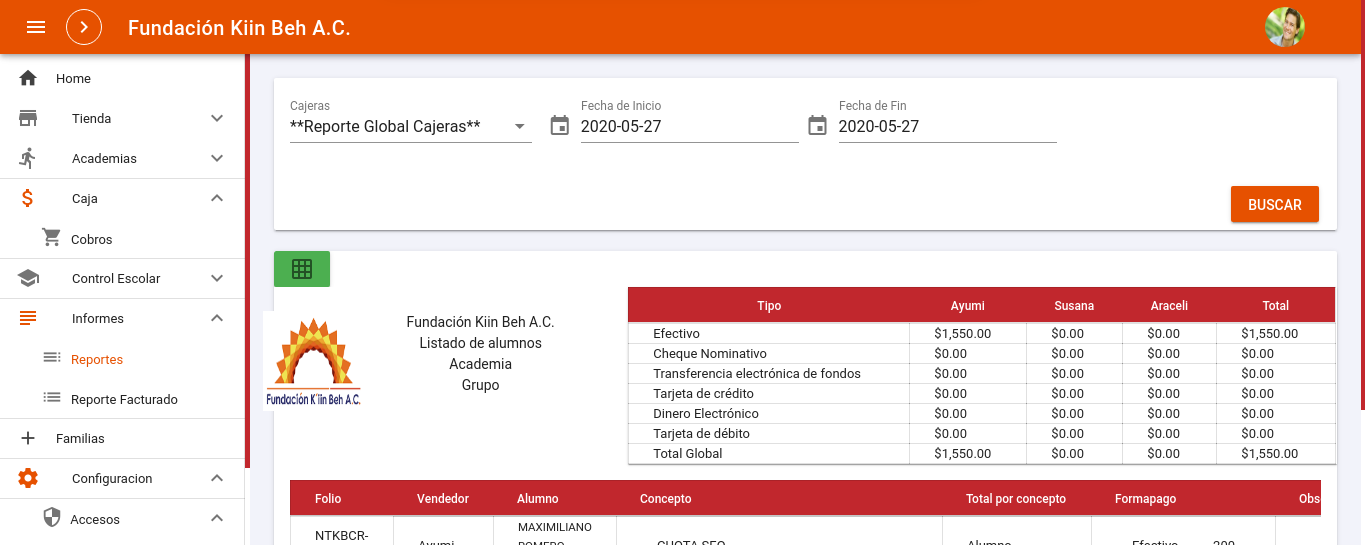 Fundación Kiin Beh A.C.
Home
Tienda
Academias
Caja
Cobros
Control Escolar
Informes
Reportes
Reporte Facturado
Familias
Configuracion
Accesos
Cajeras Fecha de Inicio Fecha de Fin
**Reporte Global Cajeras** 2020-05-27 2020-05-27
BUSCAR
Fundación K'iin Beh A.C.
Fundación Kiin Beh A.C.
Listado de alumnos
Academia
Grupo
Tipo Ayumi Susana Araceli Total
Efectivo $1,550.00 $0.00 $0.00 $1,550.00
Cheque Nominativo $0.00 $0.00 $0.00 $0.00
Transferencia electrónica de fondos $0.00 $0.00 $0.00 $0.00
Tarjeta de crédito $0.00 $0.00 $0.00 $0.00
Dinero Electrónico $0.00 $0.00 $0.00 $0.00
Tarjeta de débito $0.00 $0.00 $0.00 $0.00
Total Global $1,550.00 $0.00 $0.00 $1,550.00
Folio Vendedor Alumno Concepto Total por concepto Formapago Obs
MAXIMILIANO
NTKBCR- ROMERO
Ayumi CUOTA SEO Alumno Efectivo 200